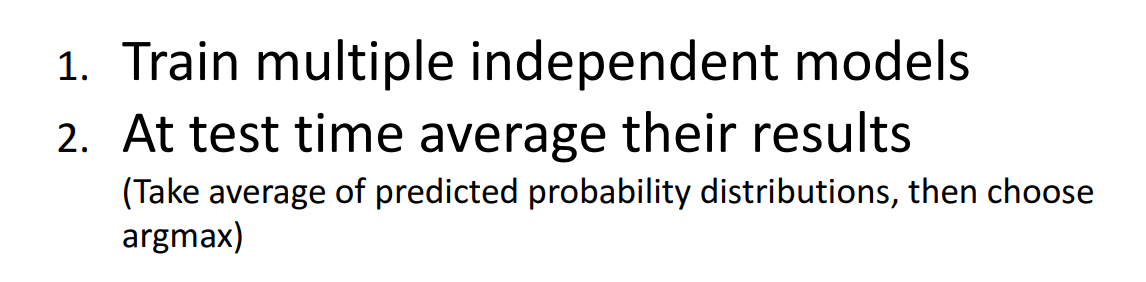 1. Train multiple independent models
2. At test time average their results
(Take average of predicted probability distributions, then choose
argmax)